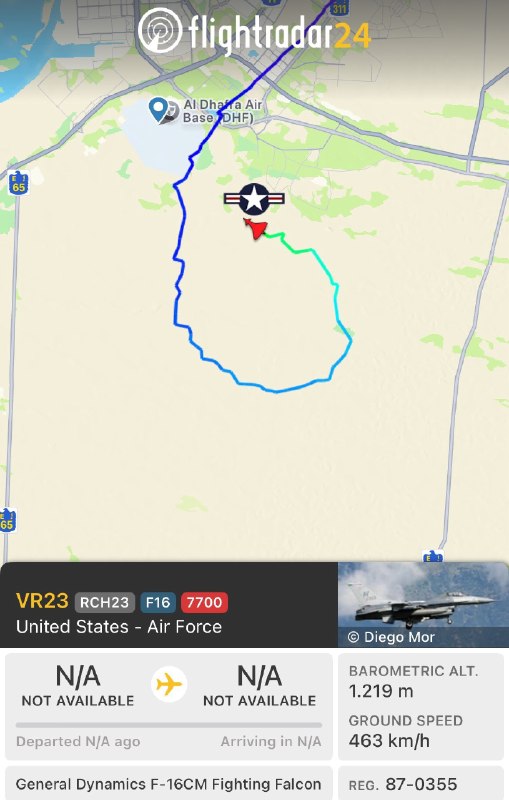 311
flightradar24
Al Dhafra Air
Base (DHF)
E
65
65
E
VR23 RCH23 F16 7700
United States - Air Force
© Diego Mor
N/A
NOT AVAILABLE
N/A
NOT AVAILABLE
Departed N/A ago
Arriving in N/A
BAROMETRIC ALT.
1.219 m
GROUND SPEED
463 km/h
General Dynamics F-16CM Fighting Falcon
REG. 87-0355